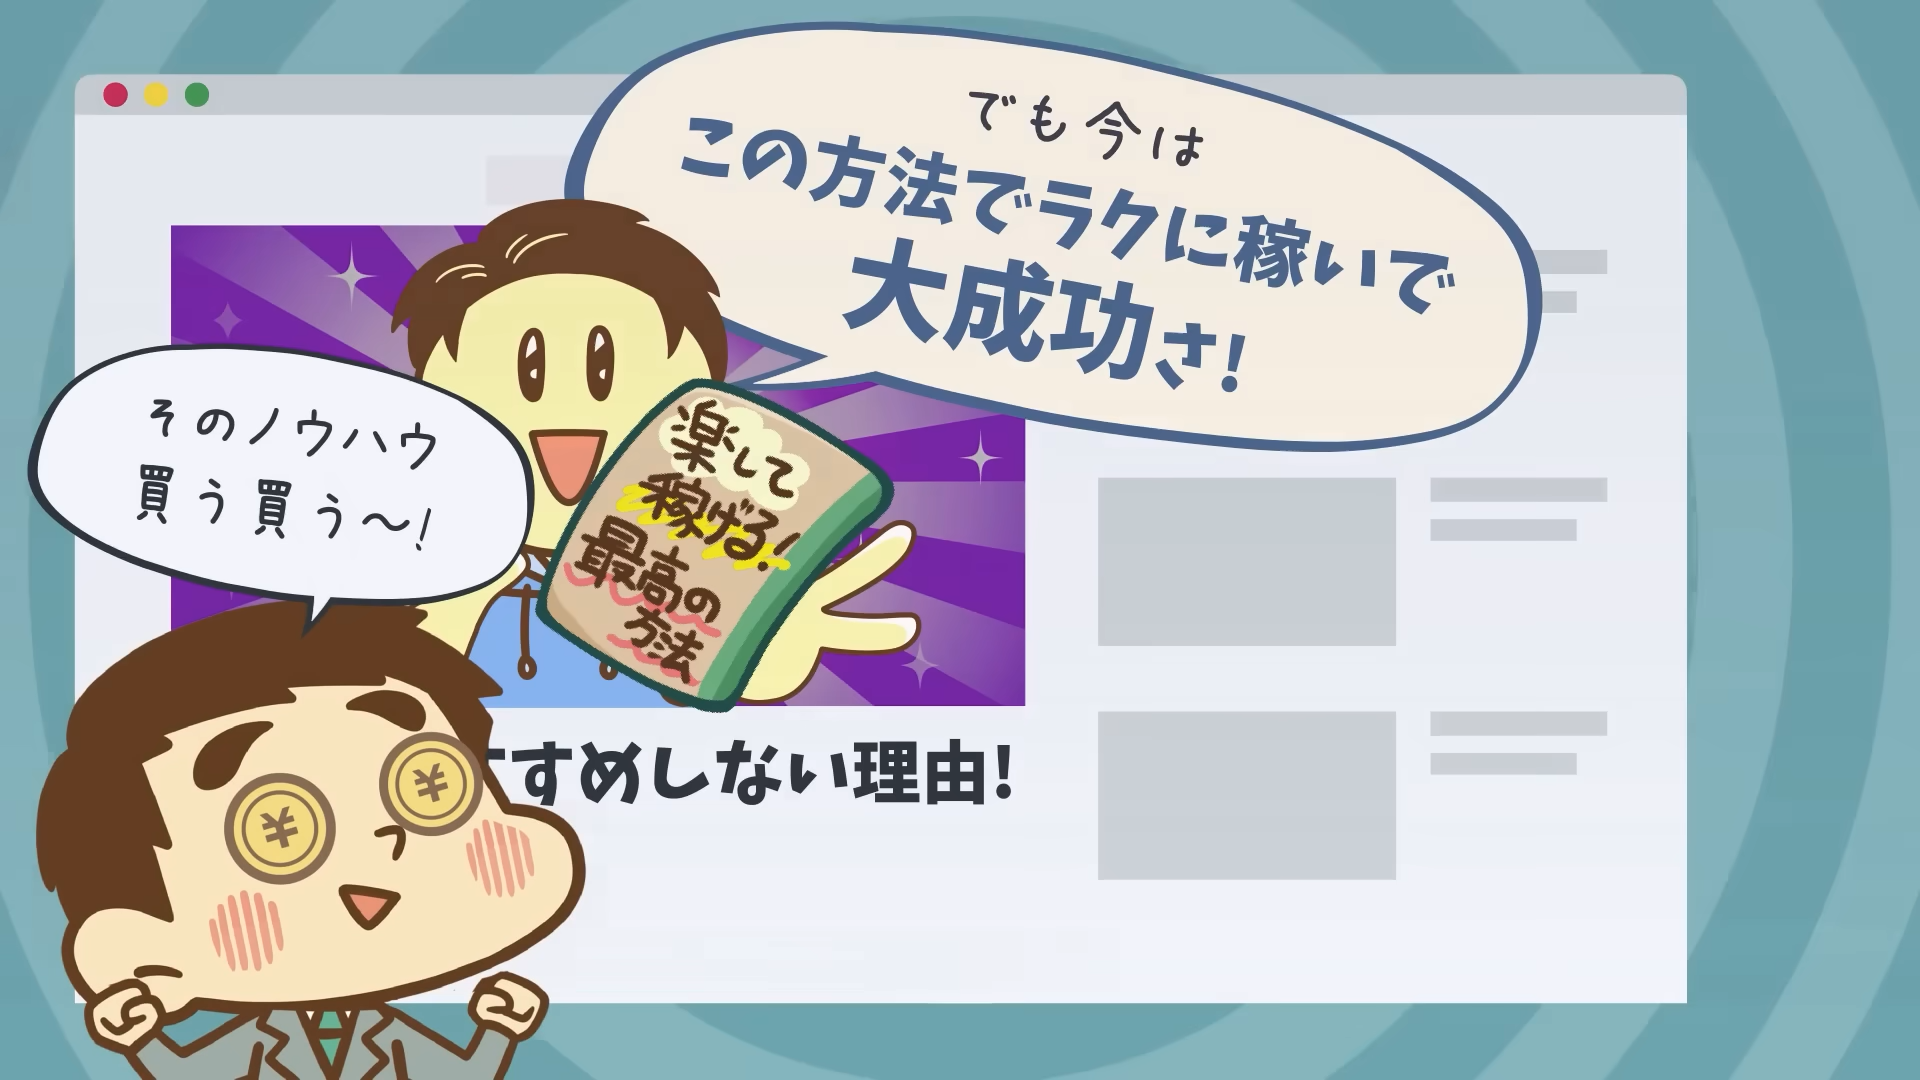 でも今は
この方法でラクに稼いで
大成功さ!
そのノウハウ
買う買う〜!
楽して
稼げる!
最高の
方法
すすめしない理由!
¥
¥